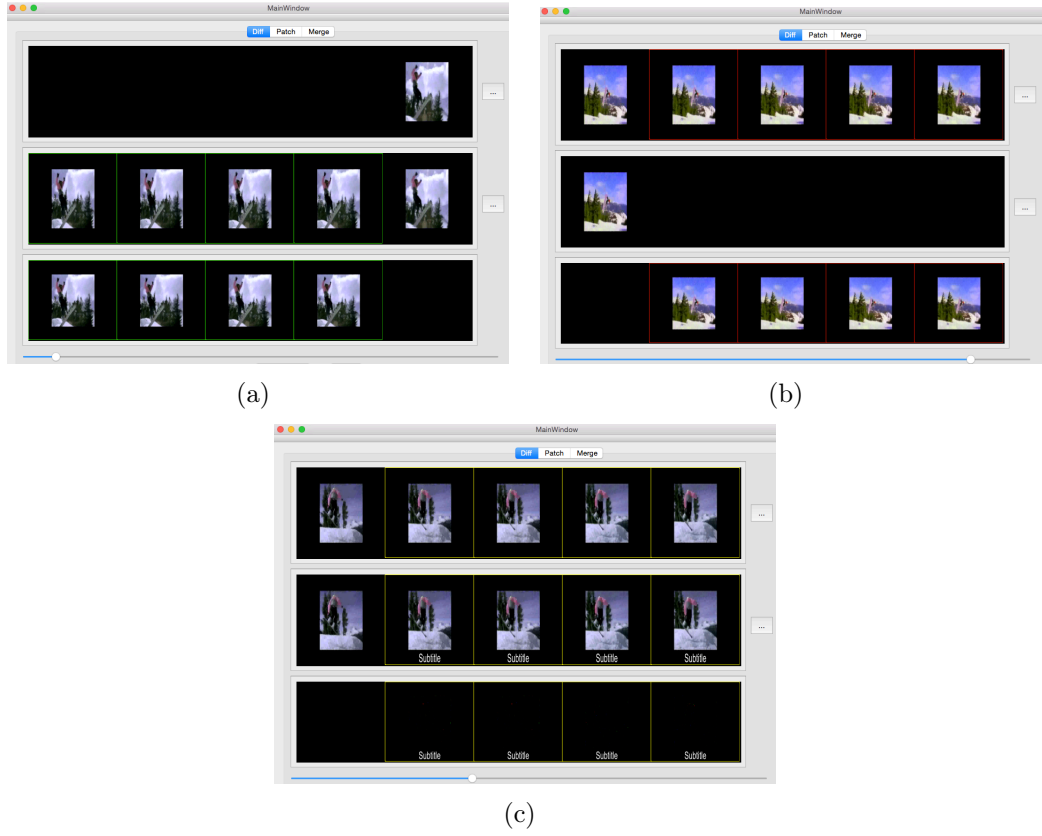 MainWindow
Diff Patch Merge
...
...
(a)
MainWindow
Diff Patch Merge
...
...
(b)
MainWindow
Diff Patch Merge
...
Subtitle Subtitle Subtitle Subtitle
...
Subtitle Subtitle Subtitle Subtitle
(c)